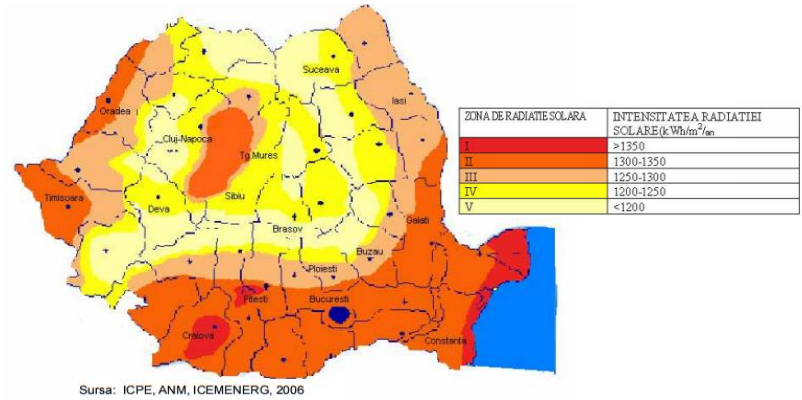 Suceava
Oradea
Iasi
Cluj-Napoca
Tg.Mures
Timisoara
Deva
Sibiu
Brasov
Galati
Buzau
Ploiesti
Pitesti
Bucuresti
Craiova
Constanta
ZONA DE RADIATIE SOLARA
INTENSITATEA RADIATIEI
SOLARE(kWh/m²/an
I >1350
II 1300-1350
III 1250-1300
IV 1200-1250
V <1200
Sursa: ICPE, ANM, ICEMENERG, 2006